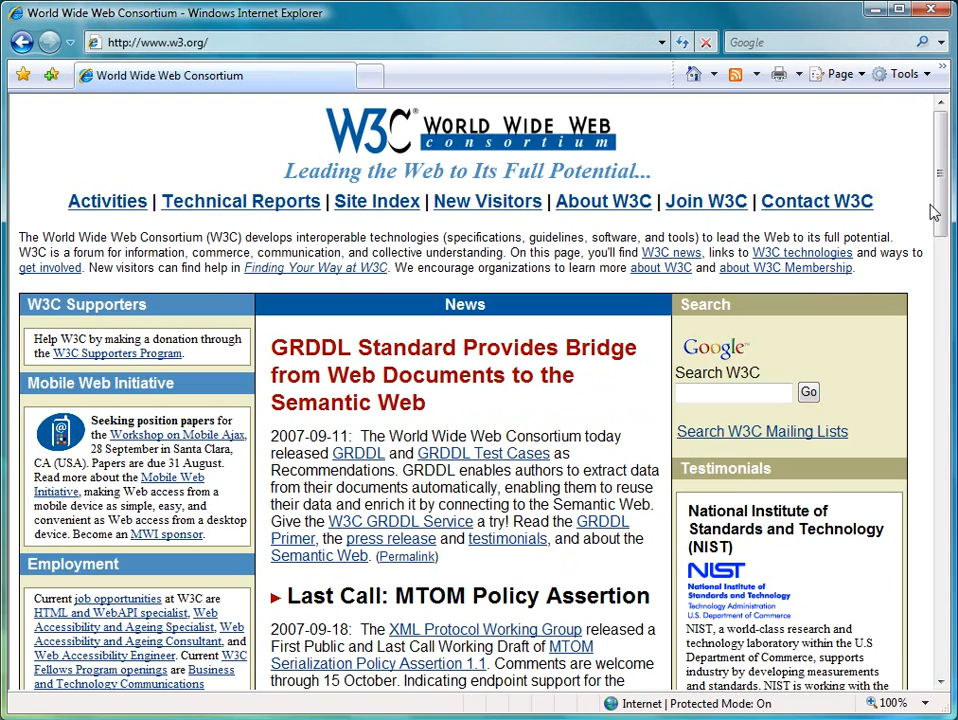 World Wide Web Consortium - Windows Internet Explorer
http://www.w3.org/
Google
World Wide Web Consortium
Page
Tools
W3C® WORLD WIDE WEB
consortium
Leading the Web to Its Full Potential...
Activities | Technical Reports | Site Index | New Visitors | About W3C | Join W3C | Contact W3C
The World Wide Web Consortium (W3C) develops interoperable technologies (specifications, guidelines, software, and tools) to lead the Web to its full potential.
W3C is a forum for information, commerce, communication, and collective understanding. On this page, you'll find W3C news, links to W3C technologies and ways to
get involved. New visitors can find help in Finding Your Way at W3C. We encourage organizations to learn more about W3C and about W3C Membership.
W3C Supporters
Help W3C by making a donation through
the W3C Supporters Program.
Mobile Web Initiative
Seeking position papers for
the Workshop on Mobile Ajax,
28 September in Santa Clara,
CA (USA). Papers are due 31 August.
Read more about the Mobile Web
Initiative, making Web access from a
mobile device as simple, easy, and
convenient as Web access from a desktop
device. Become an MWI sponsor.
Employment
Current job opportunities at W3C are
HTML and WebAPI specialist, Web
Accessibility and Ageing Specialist, Web
Accessibility and Ageing Consultant, and
Web Accessibility Engineer. Current W3C
Fellows Program openings are Business
and Technology Communications
News
GRDDL Standard Provides Bridge
from Web Documents to the
Semantic Web
2007-09-11: The World Wide Web Consortium today
released GRDDL and GRDDL Test Cases as
Recommendations. GRDDL enables authors to extract data
from their documents automatically, enabling them to reuse
their data and enrich it by connecting to the Semantic Web.
Give the W3C GRDDL Service a try! Read the GRDDL
Primer, the press release and testimonials, and about the
Semantic Web. (Permalink)
Last Call: MTOM Policy Assertion
2007-09-18: The XML Protocol Working Group released a
First Public and Last Call Working Draft of MTOM
Serialization Policy Assertion 1.1. Comments are welcome
through 15 October. Indicating endpoint support for the
Search
Google™
Search W3C
Go
Search W3C Mailing Lists
Testimonials
National Institute of
Standards and Technology
(NIST)
NIST
National Institute of
Standards and Technology
Technology Administration
U.S. Department of Commerce
NIST, a world-class research and
technology laboratory within the U.S
Department of Commerce, supports
industry by developing measurements
and standards. NIST is working with the
Internet | Protected Mode: On
100%